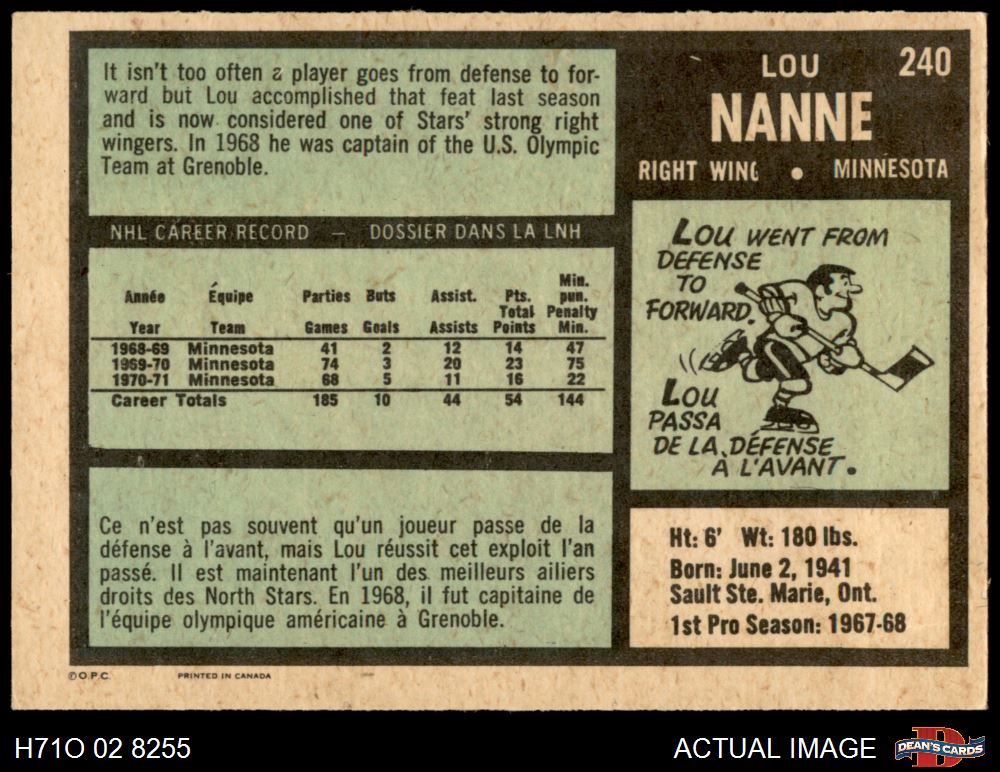 It isn't too often a player goes from defense to for-
ward but Lou accomplished that feat last season
and is now considered one of Stars' strong right
wingers. In 1968 he was captain of the U.S. Olympic
Team at Grenoble.
LOU 240
NANNE
RIGHT WING • MINNESOTA
NHL CAREER RECORD — DOSSIER DANS LA LNH
Année Équipe Parties Buts Assist. Pts. Min. pun.
Year Team Games Goals Assists Total Points Penalty Min.
1968-69 Minnesota 41 2 12 14 47
1969-70 Minnesota 74 3 20 23 75
1970-71 Minnesota 68 5 11 16 22
Career Totals 185 10 44 54 144
LOU WENT FROM
DEFENSE
TO
FORWARD.
LOU
PASSA
DE LA DÉFENSE
À L'AVANT.
Ce n'est pas souvent qu'un joueur passe de la
défense à l'avant, mais Lou réussit cet exploit l'an
passé. Il est maintenant l'un des meilleurs ailiers
droits des North Stars. En 1968, il fut capitaine de
l'équipe olympique américaine à Grenoble.
Ht: 6' Wt: 180 lbs.
Born: June 2, 1941
Sault Ste. Marie, Ont.
1st Pro Season: 1967-68
©O.P.C. PRINTED IN CANADA
H71O 02 8255 ACTUAL IMAGE DEAN'S CARDS